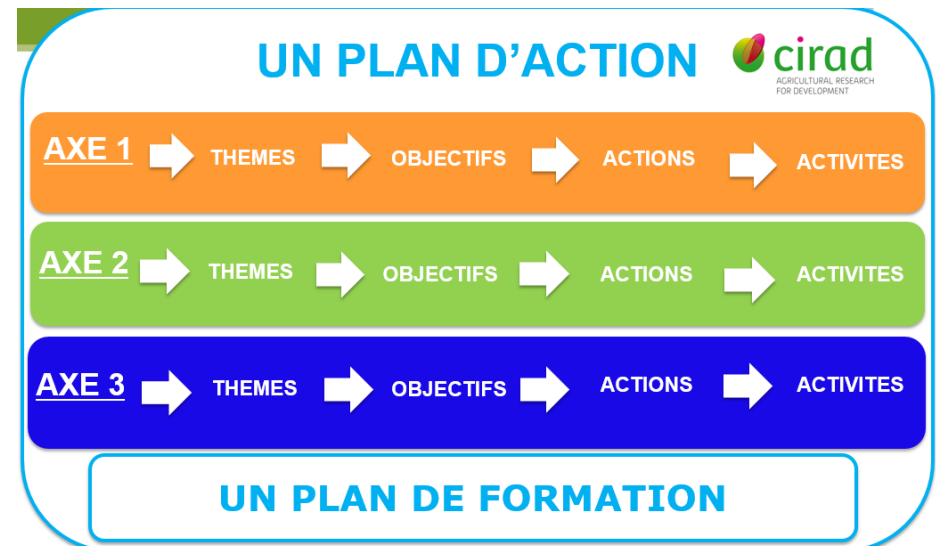 UN PLAN D'ACTION
cirad
AGRICULTURAL RESEARCH
FOR DEVELOPMENT
AXE 1 THEMES OBJECTIFS ACTIONS ACTIVITES
AXE 2 THEMES OBJECTIFS ACTIONS ACTIVITES
AXE 3 THEMES OBJECTIFS ACTIONS ACTIVITES
UN PLAN DE FORMATION